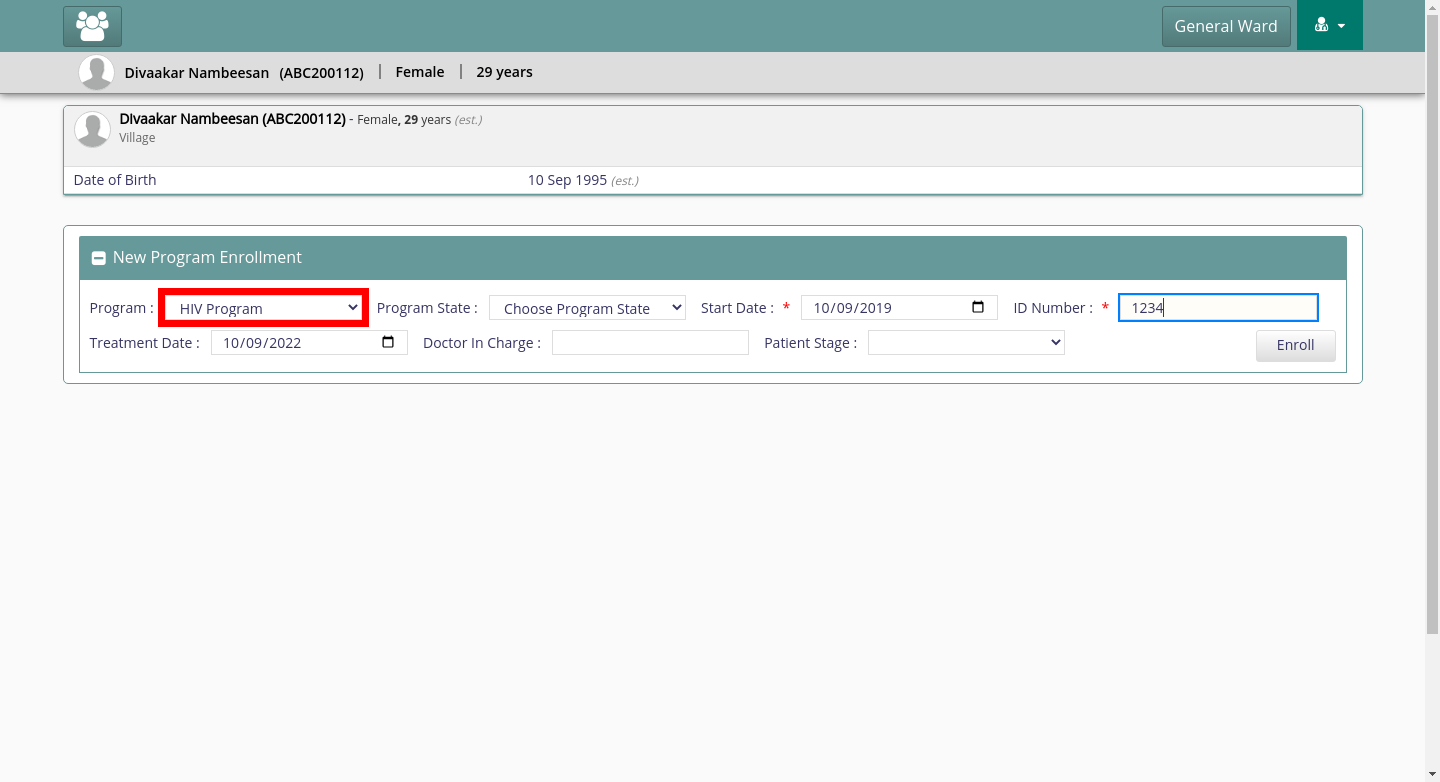 General Ward
Divaakar Nambeesan (ABC200112) | Female | 29 years
Divaakar Nambeesan (ABC200112) - Female, 29 years (est.)
Village
Date of Birth 10 Sep 1995 (est.)
New Program Enrollment
Program : HIV Program Program State : Choose Program State Start Date : * 10/09/2019 ID Number : * 1234
Treatment Date : 10/09/2022 Doctor In Charge : Patient Stage : Enroll